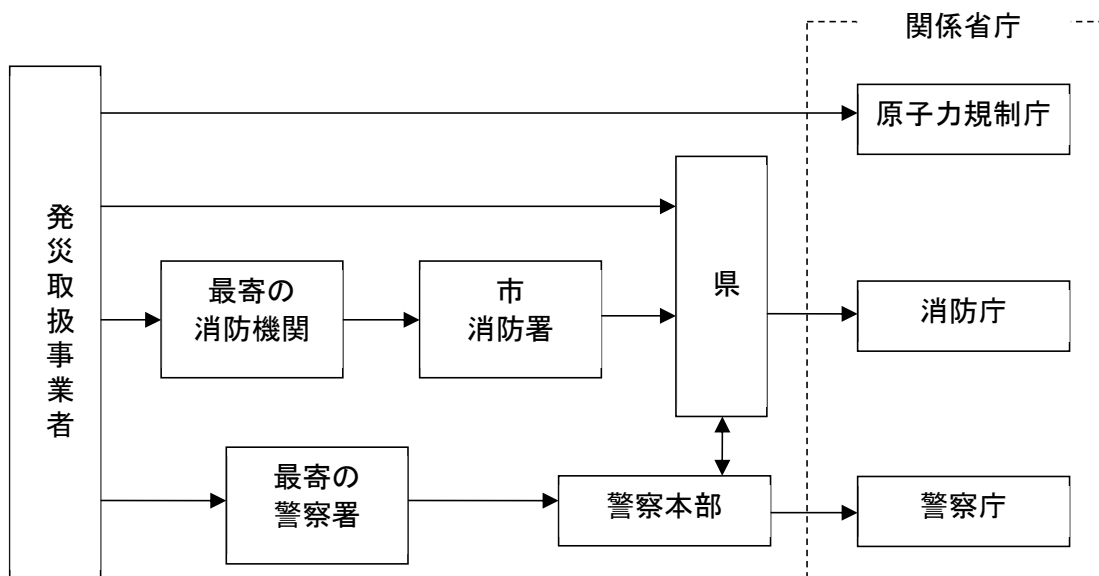 関係省庁
原子力規制庁
発災取扱事業者
県
最寄の
消防機関
市
消防署
消防庁
最寄の
警察署
警察本部
警察庁